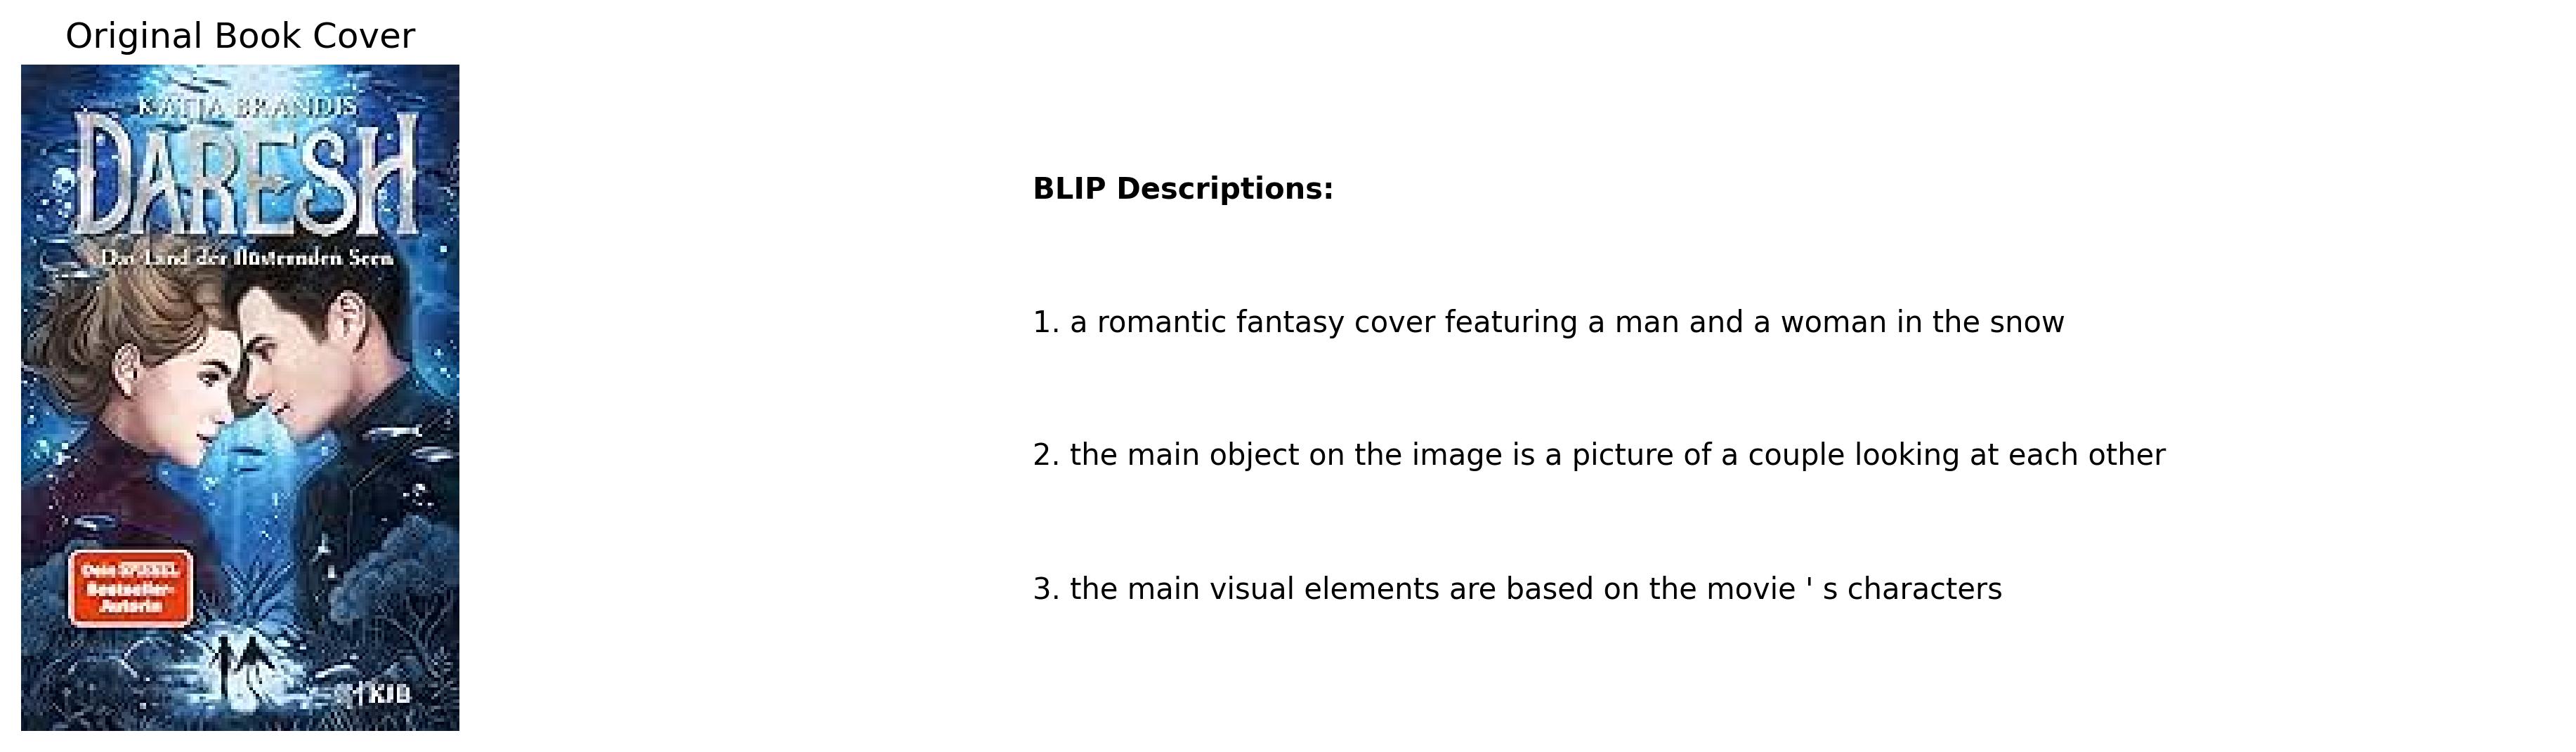 Original Book Cover
KATJA BRANDIS
DARESH
Das Land der flüsternden Seen
Dein SPIEGEL
Bestseller-
Autorin
KJB
BLIP Descriptions:
1. a romantic fantasy cover featuring a man and a woman in the snow
2. the main object on the image is a picture of a couple looking at each other
3. the main visual elements are based on the movie ' s characters